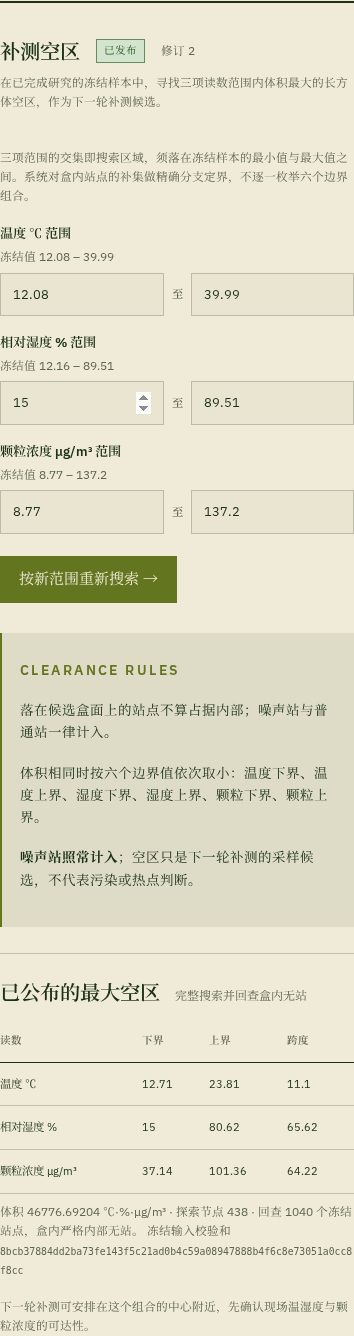 补测空区 已发布 修订 2
在已完成研究的冻结样本中，寻找三项读数范围内体积最大的长方
体空区，作为下一轮补测候选。
三项范围的交集即搜索区域，须落在冻结样本的最小值与最大值之
间。系统对盒内站点的补集做精确分支定界，不逐一枚举六个边界
组合。
温度 ℃ 范围
冻结值 12.08 – 39.99
12.08 至 39.99
相对湿度 % 范围
冻结值 12.16 – 89.51
15 至 89.51
颗粒浓度 µg/m³ 范围
冻结值 8.77 – 137.2
8.77 至 137.2
按新范围重新搜索 →
CLEARANCE RULES
落在候选盒面上的站点不算占据内部；噪声站与普
通站一律计入。
体积相同时按六个边界值依次取小：温度下界、温
度上界、湿度下界、湿度上界、颗粒下界、颗粒上
界。
噪声站照常计入；空区只是下一轮补测的采样候
选，不代表污染或热点判断。
已公布的最大空区 完整搜索并回查盒内无站
读数 下界 上界 跨度
温度 ℃ 12.71 23.81 11.1
相对湿度 % 15 80.62 65.62
颗粒浓度 µg/m³ 37.14 101.36 64.22
体积 46776.69204 ℃·%·µg/m³ · 探索节点 438 · 回查 1040 个冻结
站点，盒内严格内部无站。 冻结输入校验和
8bcb37884dd2ba73fe143f5c21ad0b4c59a08947888b4f6c8e73051a0cc8
f8cc
下一轮补测可安排在这个组合的中心附近，先确认现场温湿度与颗
粒浓度的可达性。